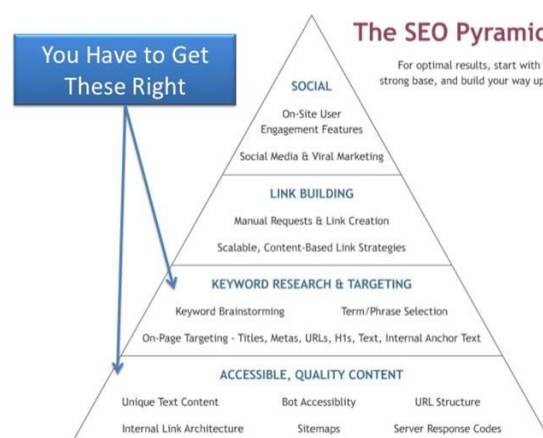 You Have to Get
These Right
The SEO Pyramid
For optimal results, start with
strong base, and build your way up
SOCIAL
On-Site User
Engagement Features
Social Media & Viral Marketing
LINK BUILDING
Manual Requests & Link Creation
Scalable, Content-Based Link Strategies
KEYWORD RESEARCH & TARGETING
Keyword Brainstorming Term/Phrase Selection
On-Page Targeting - Titles, Metas, URLs, H1s, Text, Internal Anchor Text
ACCESSIBLE, QUALITY CONTENT
Unique Text Content Bot Accessiblity URL Structure
Internal Link Architecture Sitemaps Server Response Codes